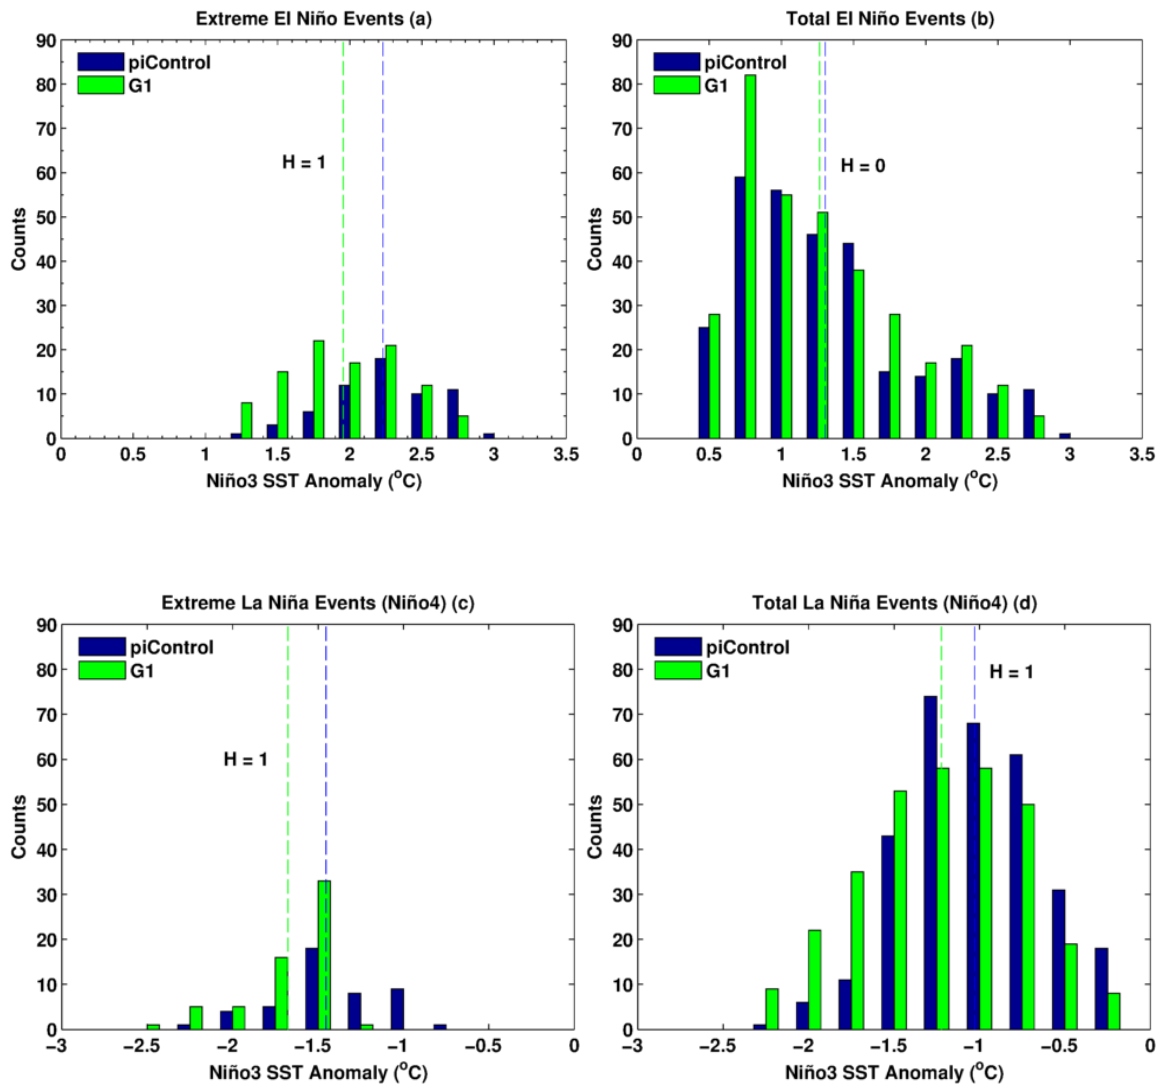 Extreme El Niño Events (a)
90
80
70
60
50
40
30
20
10
0
Counts
piControl
G1
H = 1
0 0.5 1 1.5 2 2.5 3 3.5
Niño3 SST Anomaly (°C)
Total El Niño Events (b)
90
80
70
60
50
40
30
20
10
0
Counts
piControl
G1
H = 0
0 0.5 1 1.5 2 2.5 3 3.5
Niño3 SST Anomaly (°C)
Extreme La Niña Events (Niño4) (c)
90
80
70
60
50
40
30
20
10
0
Counts
piControl
G1
H = 1
−3 −2.5 −2 −1.5 −1 −0.5 0
Niño3 SST Anomaly (°C)
Total La Niña Events (Niño4) (d)
90
80
70
60
50
40
30
20
10
0
Counts
piControl
G1
H = 1
−3 −2.5 −2 −1.5 −1 −0.5 0
Niño3 SST Anomaly (°C)